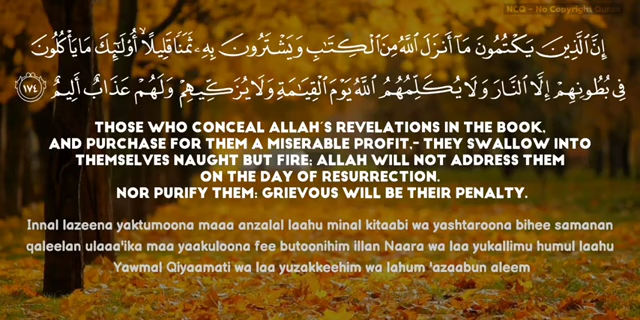 NCQ - No Copyright Quran
إِنَّ ٱلَّذِينَ يَكْتُمُونَ مَآ أَنزَلَ ٱللَّهُ مِنَ ٱلْكِتَٰبِ وَيَشْتَرُونَ بِهِۦ ثَمَنًا قَلِيلًا ۙ أُو۟لَٰٓئِكَ مَا يَأْكُلُونَ
فِى بُطُونِهِمْ إِلَّا ٱلنَّارَ وَلَا يُكَلِّمُهُمُ ٱللَّهُ يَوْمَ ٱلْقِيَٰمَةِ وَلَا يُزَكِّيهِمْ وَلَهُمْ عَذَابٌ أَلِيمٌ ١٧٤
THOSE WHO CONCEAL ALLAH'S REVELATIONS IN THE BOOK,
AND PURCHASE FOR THEM A MISERABLE PROFIT,- THEY SWALLOW INTO
THEMSELVES NAUGHT BUT FIRE; ALLAH WILL NOT ADDRESS THEM
ON THE DAY OF RESURRECTION.
NOR PURIFY THEM: GRIEVOUS WILL BE THEIR PENALTY.
Innal lazeena yaktumoona maaa anzalal laahu minal kitaabi wa yashtaroona bihee samanan
qaleelan ulaaa'ika maa yaakuloona fee butoonihim illan Naara wa laa yukallimu humul laahu
Yawmal Qiyaamati wa laa yuzakkeehim wa lahum 'azaabun aleem